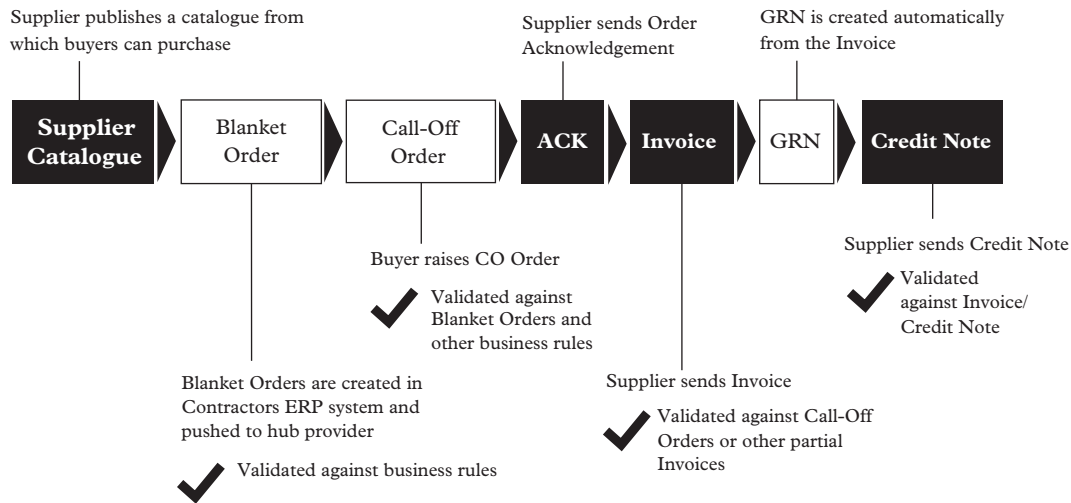 Supplier publishes a catalogue from
which buyers can purchase
Supplier sends Order
Acknowledgement
GRN is created automatically
from the Invoice
Supplier
Catalogue
Blanket
Order
Call-Off
Order
ACK
Invoice
GRN
Credit Note
Buyer raises CO Order
Validated against
Blanket Orders and
other business rules
Supplier sends Credit Note
Validated
against Invoice/
Credit Note
Blanket Orders are created in
Contractors ERP system and
pushed to hub provider
Validated against business rules
Supplier sends Invoice
Validated against Call-Off
Orders or other partial
Invoices